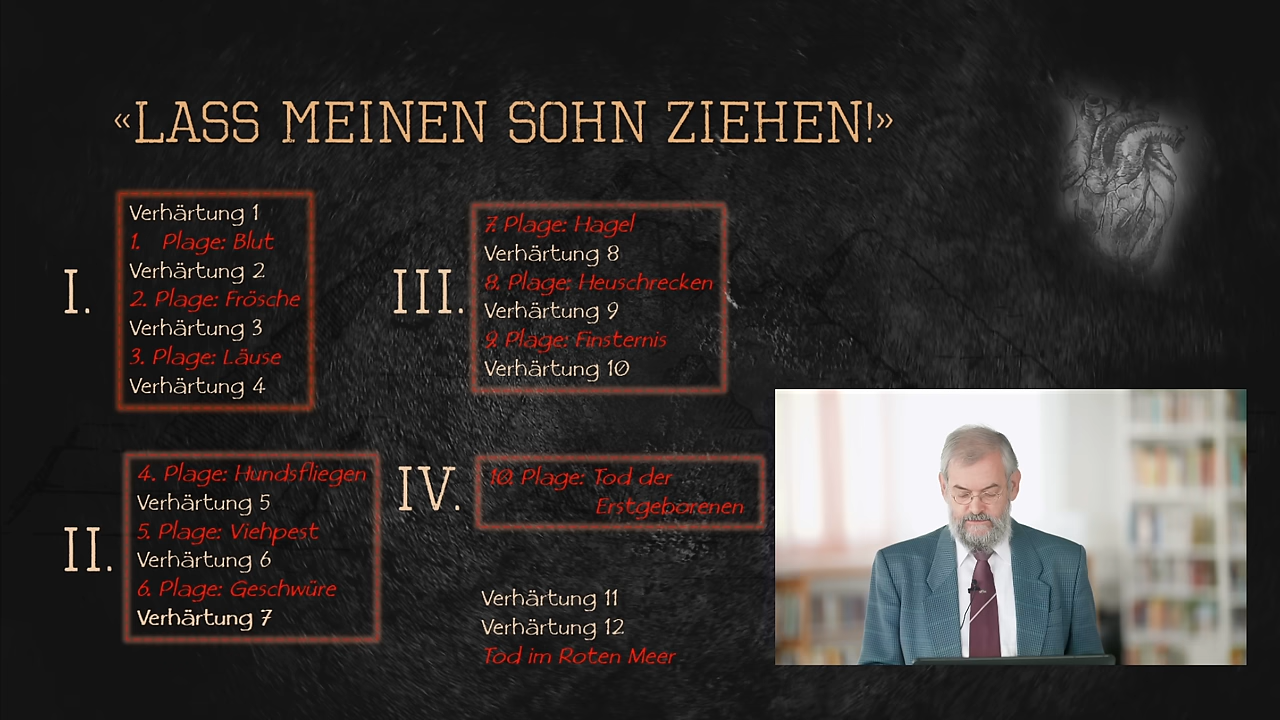 «LASS MEINEN SOHN ZIEHEN!»
I.
Verhärtung 1
1. Plage: Blut
Verhärtung 2
2. Plage: Frösche
Verhärtung 3
3. Plage: Läuse
Verhärtung 4
II.
4. Plage: Hundsfliegen
Verhärtung 5
5. Plage: Viehpest
Verhärtung 6
6. Plage: Geschwüre
Verhärtung 7
III.
7. Plage: Hagel
Verhärtung 8
8. Plage: Heuschrecken
Verhärtung 9
9. Plage: Finsternis
Verhärtung 10
IV.
10. Plage: Tod der
Erstgeborenen
Verhärtung 11
Verhärtung 12
Tod im Roten Meer